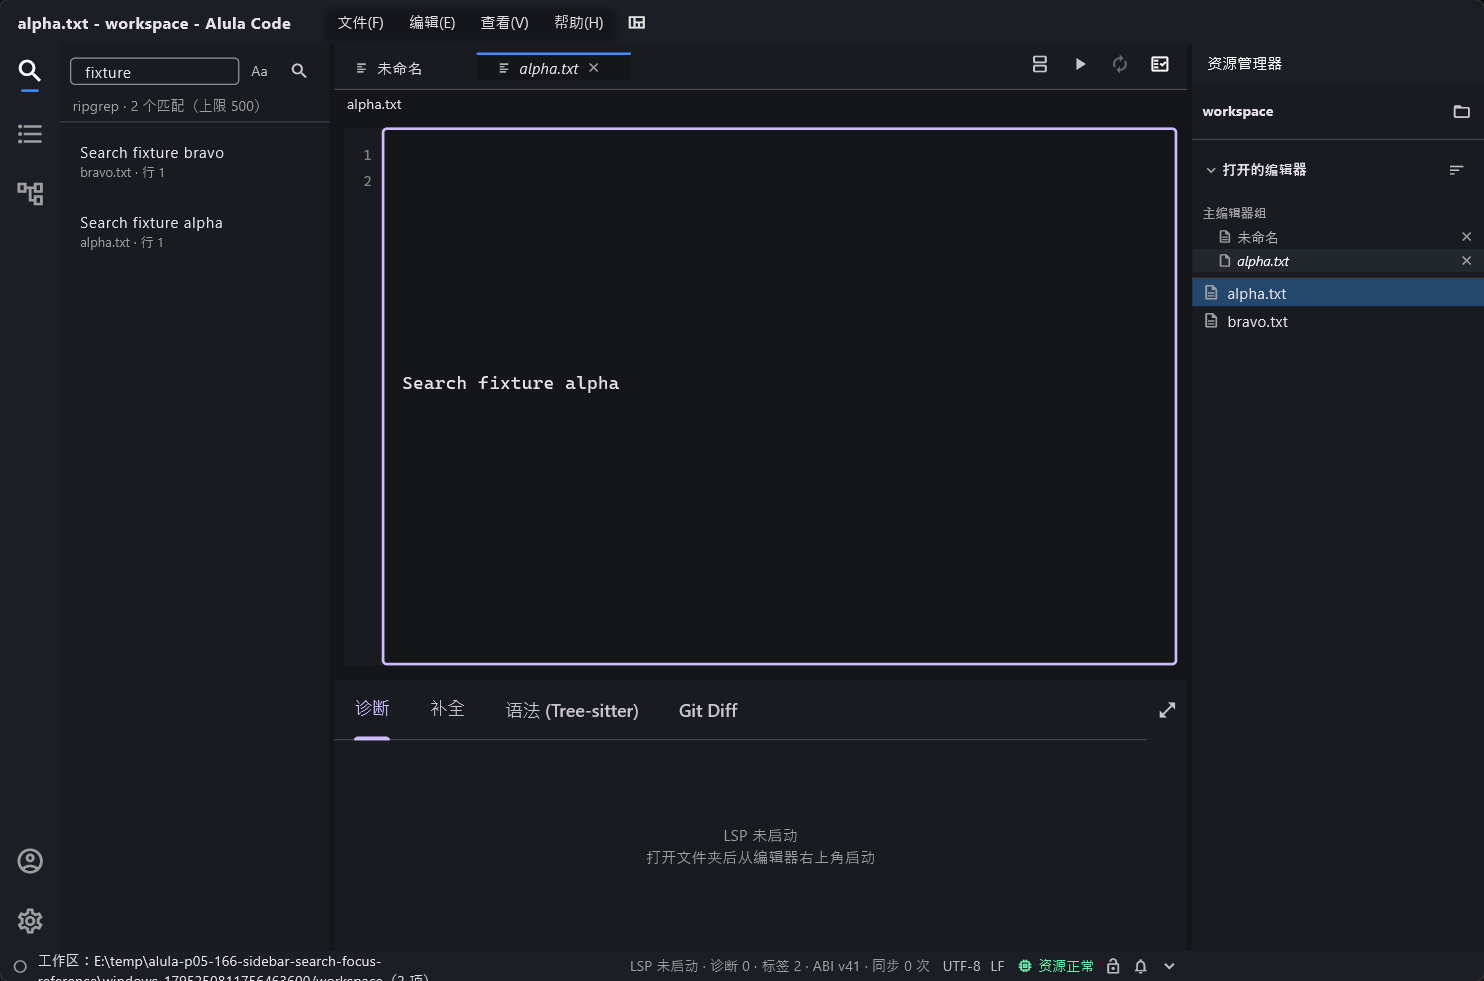 alpha.txt - workspace - Alula Code
文件(F) 编辑(E) 查看(V) 帮助(H)
fixture
Aa
ripgrep · 2 个匹配（上限 500）
Search fixture bravo
bravo.txt · 行 1
Search fixture alpha
alpha.txt · 行 1
未命名
alpha.txt
alpha.txt
1
2
Search fixture alpha
诊断 补全 语法 (Tree-sitter) Git Diff
LSP 未启动
打开文件夹后从编辑器右上角启动
资源管理器
workspace
打开的编辑器
主编辑器组
未命名
alpha.txt
alpha.txt
bravo.txt
工作区：E:\temp\alula-p05-166-sidebar-search-focus-
reference\windows-1795250811756463600/workspace（2 项）
LSP 未启动 · 诊断 0 · 标签 2 · ABI v41 · 同步 0 次 UTF-8 LF 资源正常